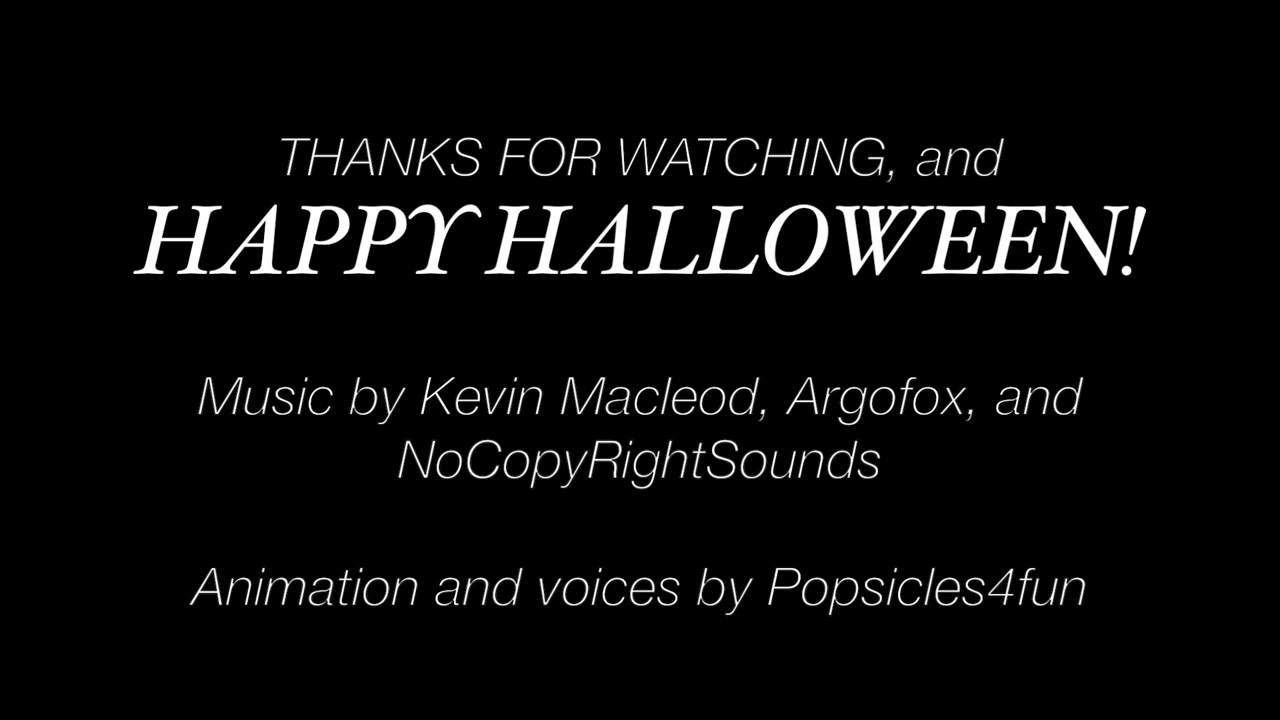 THANKS FOR WATCHING, and
HAPPY HALLOWEEN!
Music by Kevin Macleod, Argofox, and
NoCopyRightSounds
Animation and voices by Popsicles4fun